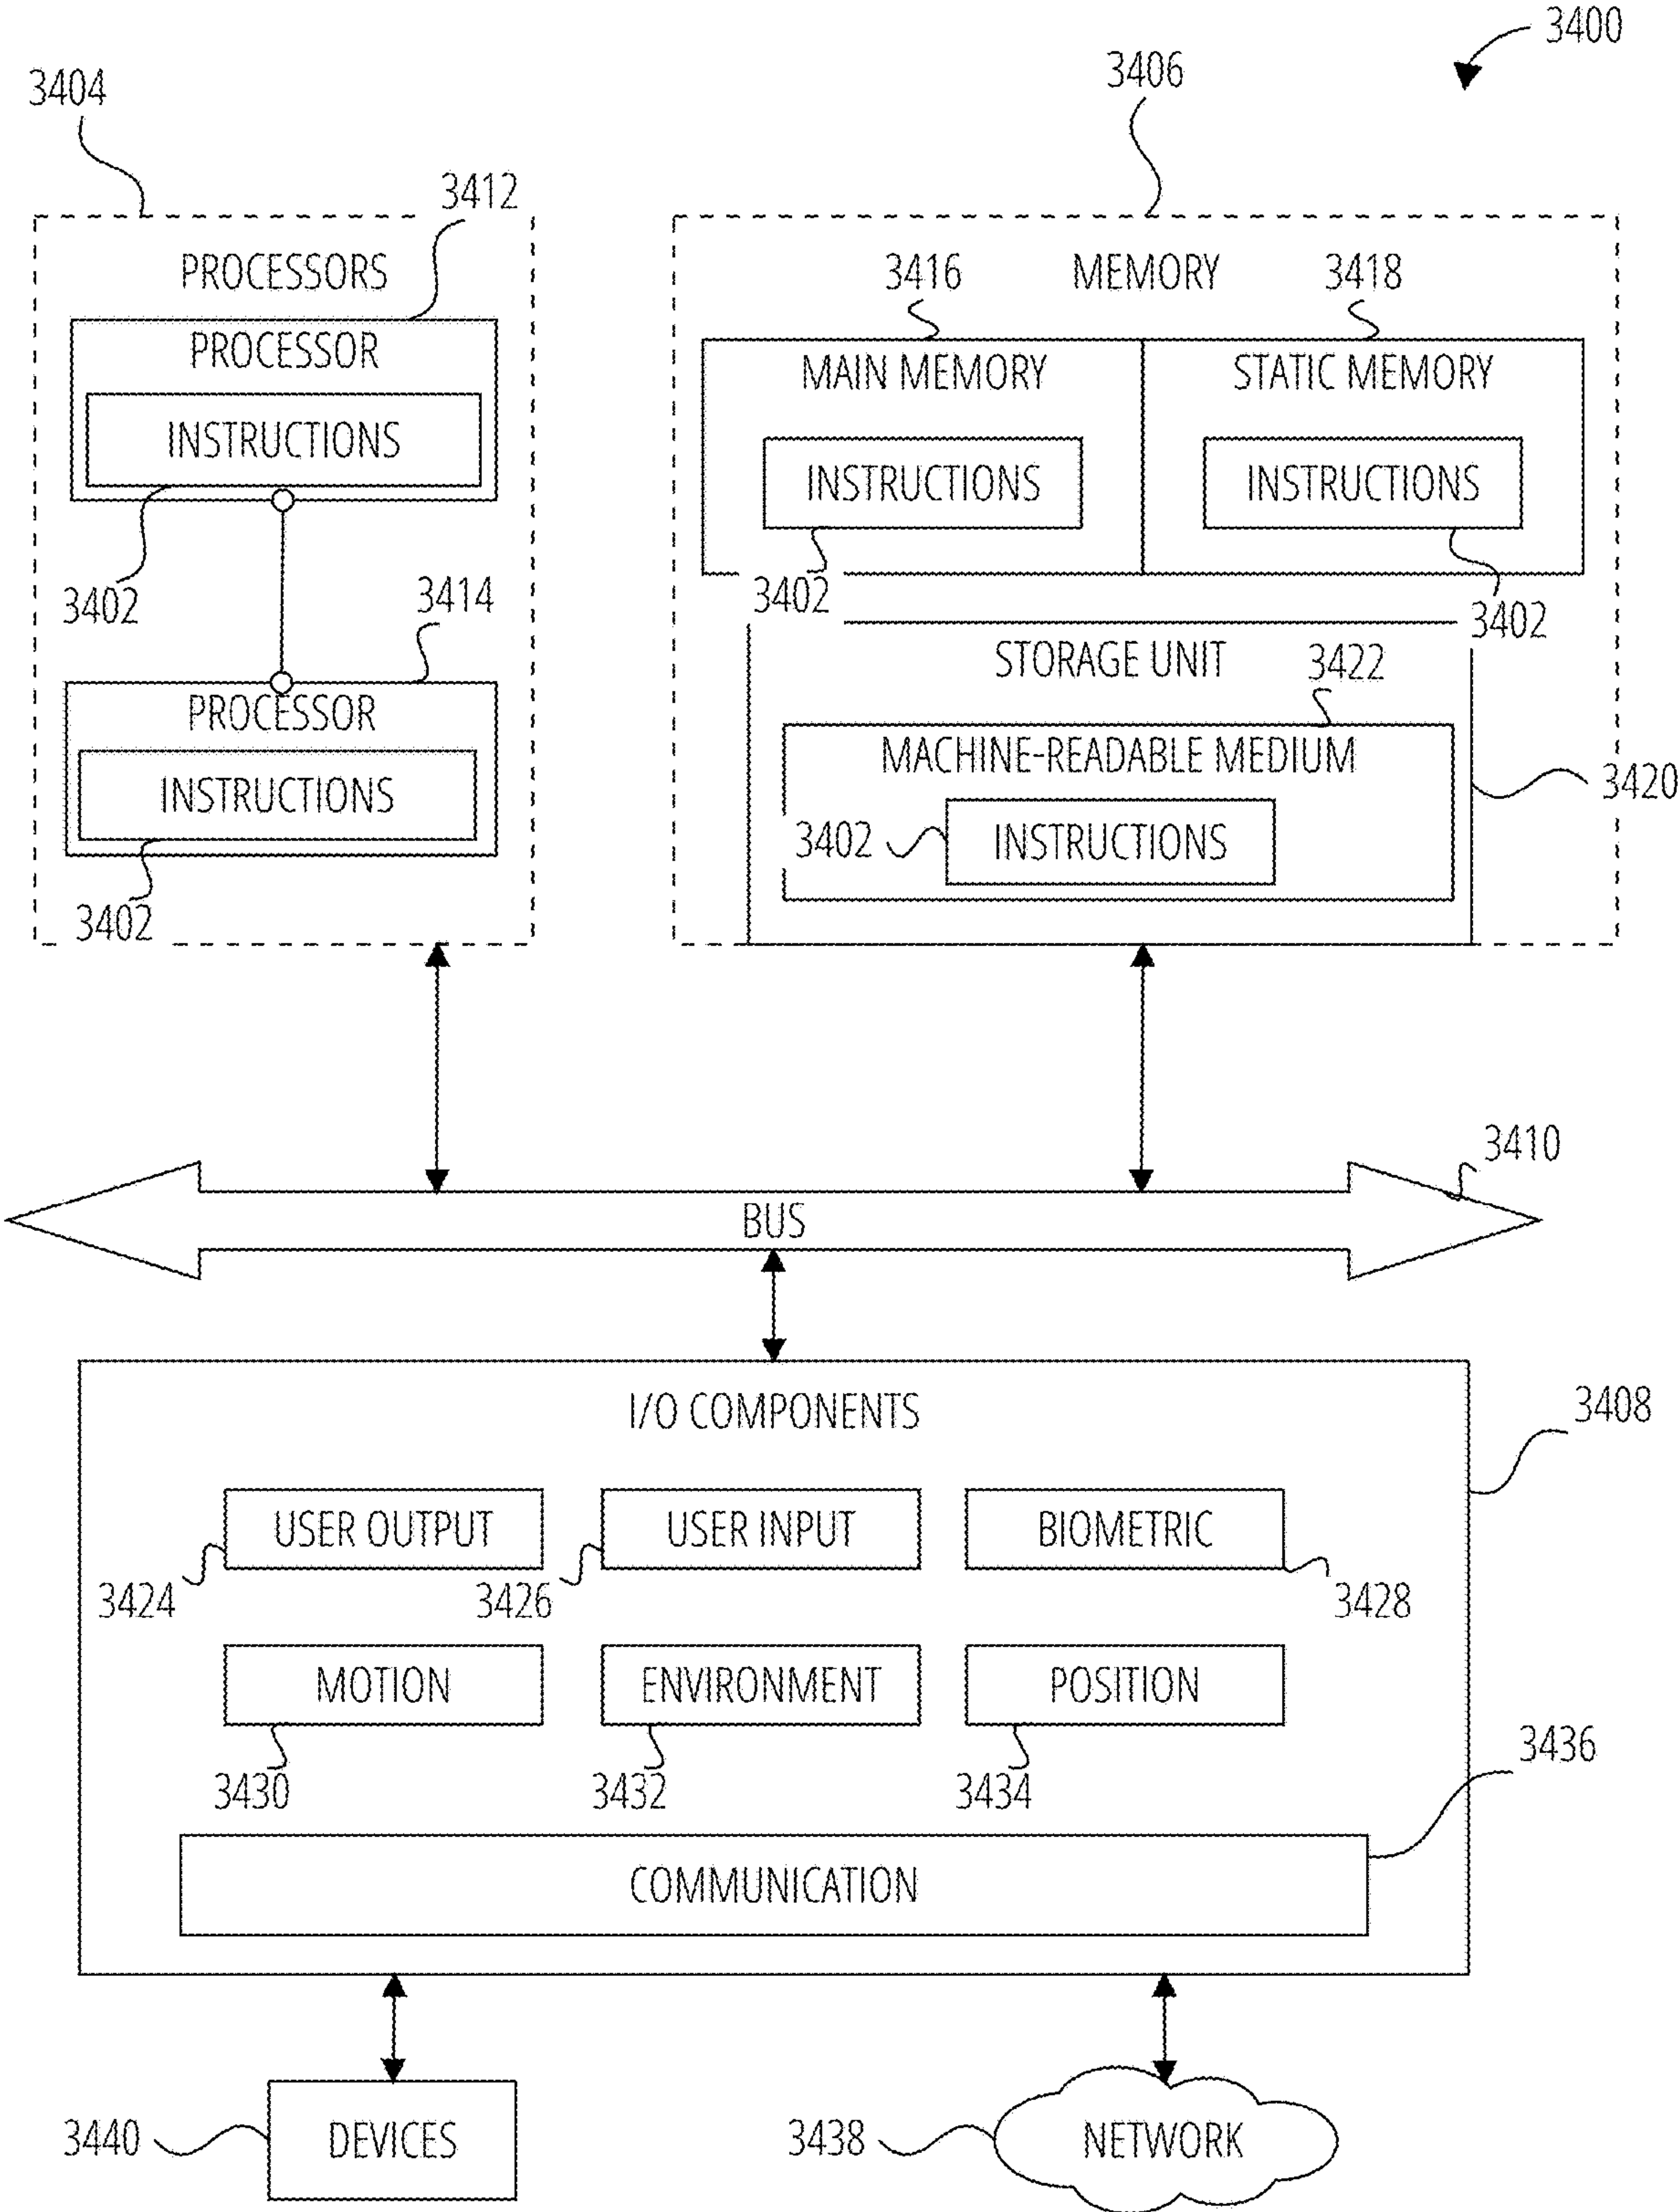 3400
3404
3406
3412
PROCESSORS
3416
MEMORY
3418
PROCESSOR
INSTRUCTIONS
MAIN MEMORY
STATIC MEMORY
INSTRUCTIONS
INSTRUCTIONS
3402
3414
3402
3402
STORAGE UNIT
3422
PROCESSOR
INSTRUCTIONS
MACHINE-READABLE MEDIUM
3420
3402
INSTRUCTIONS
3402
3410
BUS
I/O COMPONENTS
3408
USER OUTPUT
USER INPUT
BIOMETRIC
3424
3426
3428
MOTION
ENVIRONMENT
POSITION
3436
3430
3432
3434
COMMUNICATION
3440
DEVICES
3438
NETWORK